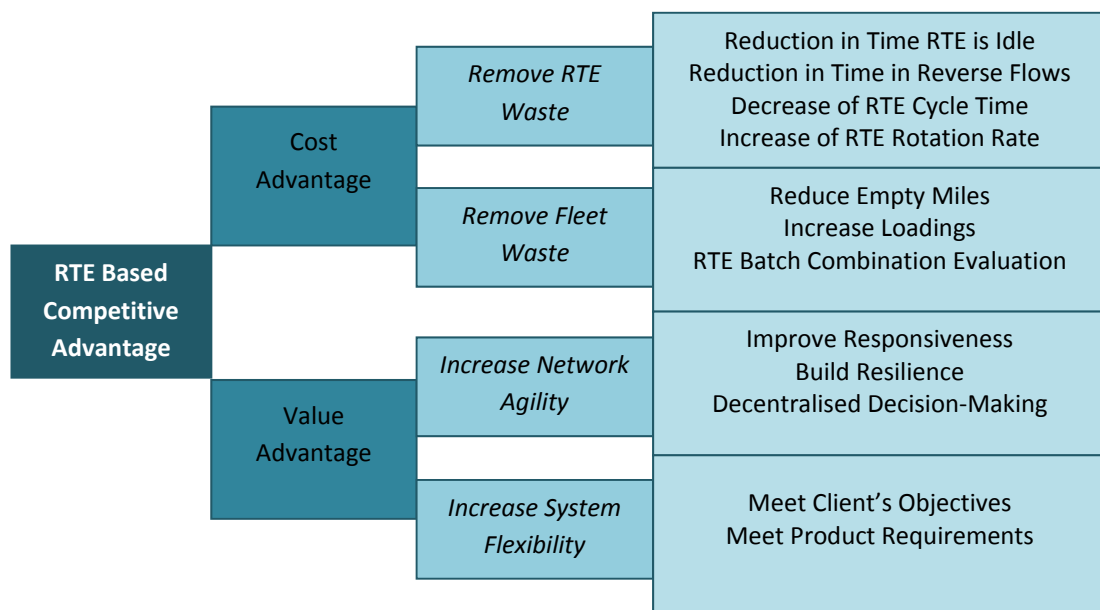 RTE Based
Competitive
Advantage
Cost
Advantage
Remove RTE
Waste
Reduction in Time RTE is Idle
Reduction in Time in Reverse Flows
Decrease of RTE Cycle Time
Increase of RTE Rotation Rate
Remove Fleet
Waste
Reduce Empty Miles
Increase Loadings
RTE Batch Combination Evaluation
Value
Advantage
Increase Network
Agility
Improve Responsiveness
Build Resilience
Decentralised Decision-Making
Increase System
Flexibility
Meet Client’s Objectives
Meet Product Requirements